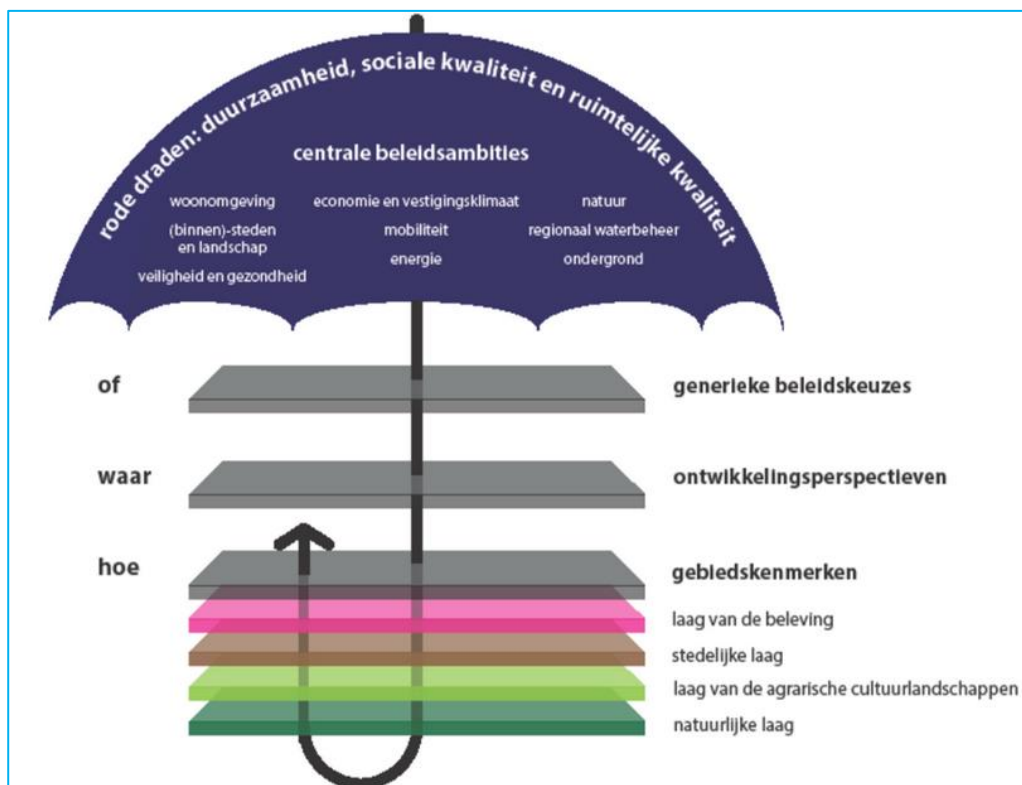 rode draden: duurzaamheid, sociale kwaliteit en ruimtelijke kwaliteit
centrale beleidsambities
woonomgeving
(binnen)-steden
en landschap
veiligheid en gezondheid
economie en vestigingsklimaat
mobiliteit
energie
natuur
regionaal waterbeheer
ondergrond
of
generieke beleidskeuzes
waar
ontwikkelingsperspectieven
hoe
gebiedskenmerken
laag van de beleving
stedelijke laag
laag van de agrarische cultuurlandschappen
natuurlijke laag